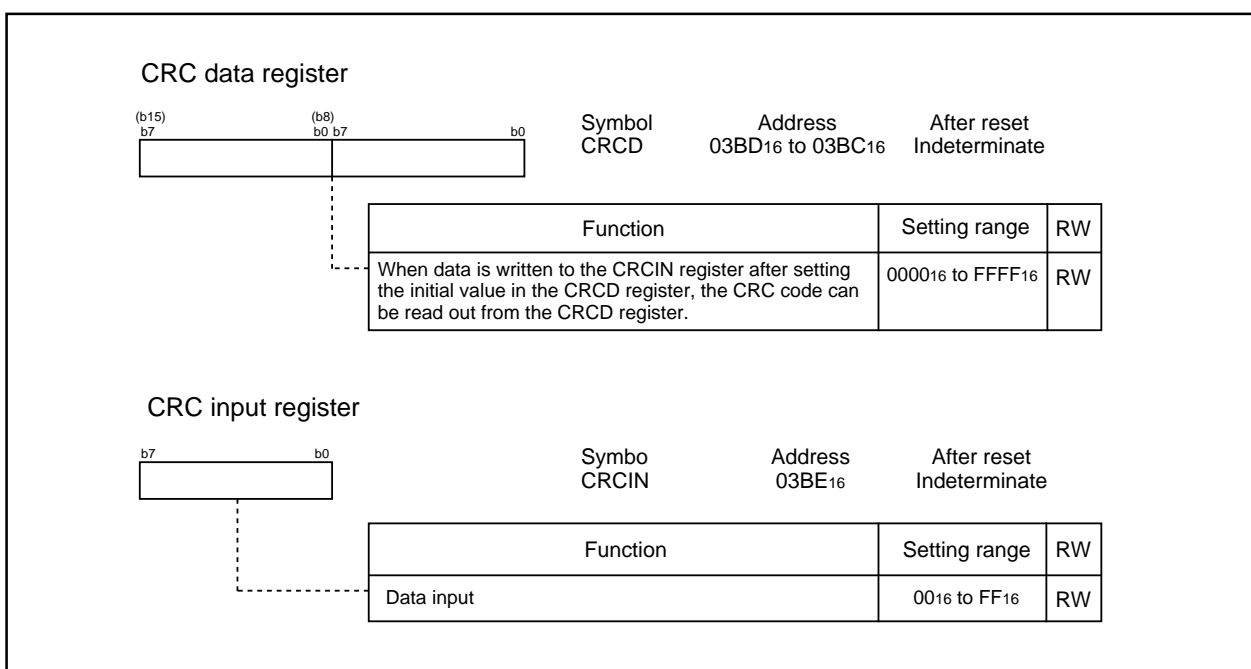 CRC data register
(b15) (b8)
b7 b0 b7 b0
Symbol Address After reset
CRCD 03BD16 to 03BC16 Indeterminate
Function Setting range RW
When data is written to the CRCIN register after setting
the initial value in the CRCD register, the CRC code can
be read out from the CRCD register.
000016 to FFFF16 RW
CRC input register
b7 b0
Symbo Address After reset
CRCIN 03BE16 Indeterminate
Function Setting range RW
Data input 0016 to FF16 RW